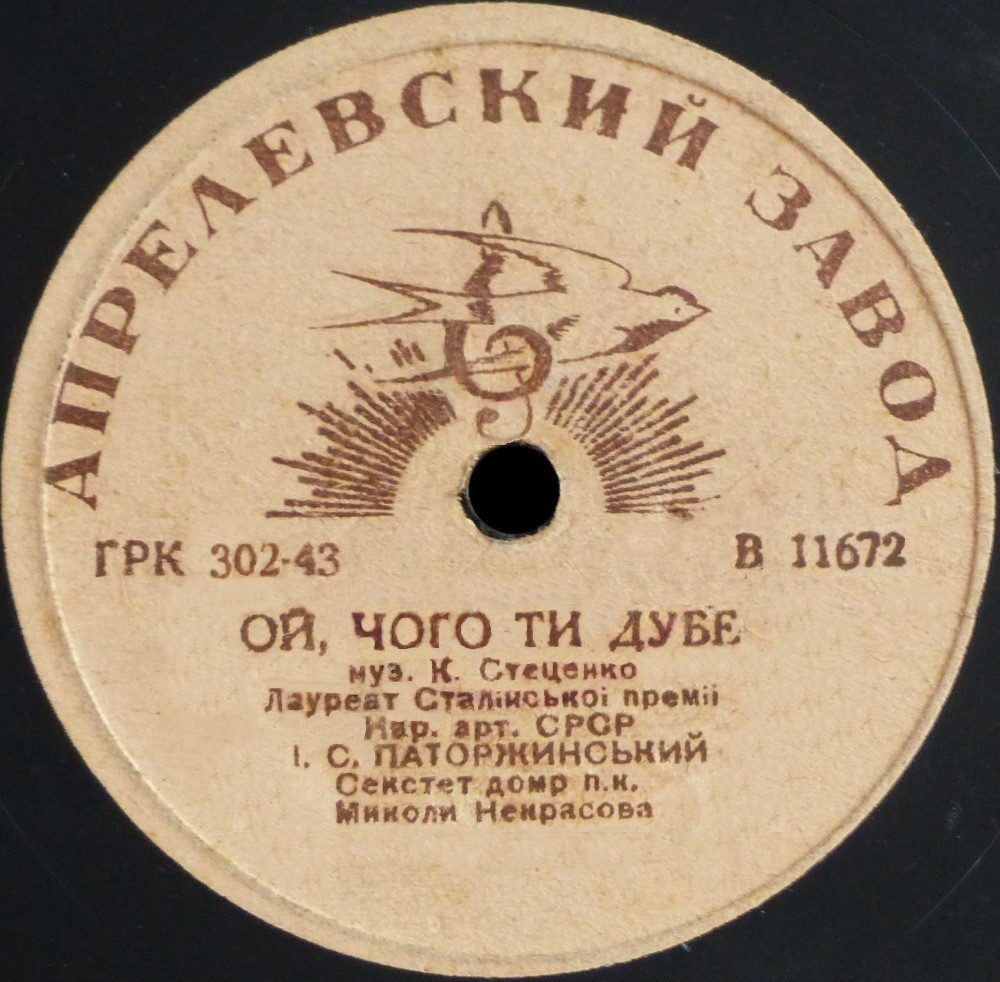 АПРЕЛЕВСКИЙ ЗАВОД
ГРК 302-43
В 11672
ОЙ, ЧОГО ТИ ДУБЕ
муз. К. Стеценко
Лауреат Сталінської премії
Нар. арт. СРСР
І. С. ПАТОРЖИНСЬКИЙ
Секстет домр п.к.
Миколи Некрасова